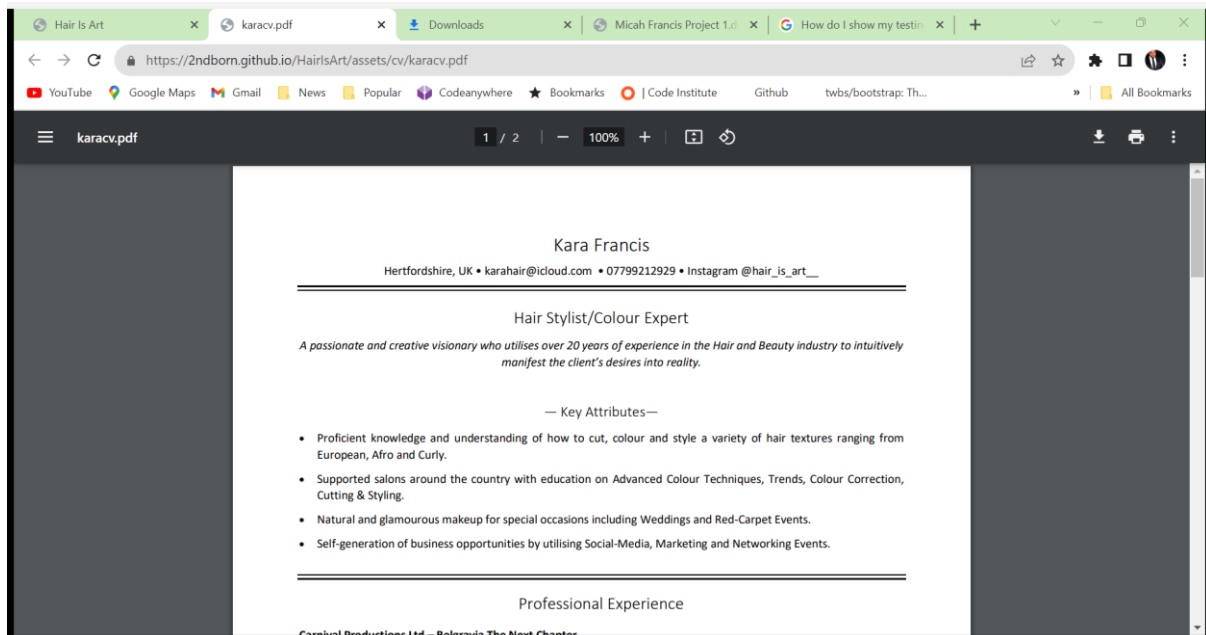 Hair Is Art
karacv.pdf
Downloads
Micah Francis Project 1.d
How do I show my testin
https://2ndborn.github.io/HairIsArt/assets/cv/karacv.pdf
YouTube Google Maps Gmail News Popular Codeanywhere Bookmarks | Code Institute Github twbs/bootstrap: Th... » All Bookmarks
karacv.pdf 1 / 2 100%
Kara Francis
Hertfordshire, UK • karahair@icloud.com • 07799212929 • Instagram @hair_is_art__
Hair Stylist/Colour Expert
A passionate and creative visionary who utilises over 20 years of experience in the Hair and Beauty industry to intuitively
manifest the client's desires into reality.
— Key Attributes—
• Proficient knowledge and understanding of how to cut, colour and style a variety of hair textures ranging from
European, Afro and Curly.
• Supported salons around the country with education on Advanced Colour Techniques, Trends, Colour Correction,
Cutting & Styling.
• Natural and glamourous makeup for special occasions including Weddings and Red-Carpet Events.
• Self-generation of business opportunities by utilising Social-Media, Marketing and Networking Events.
Professional Experience
Carnival Productions Ltd – Belgravia The Next Chapter